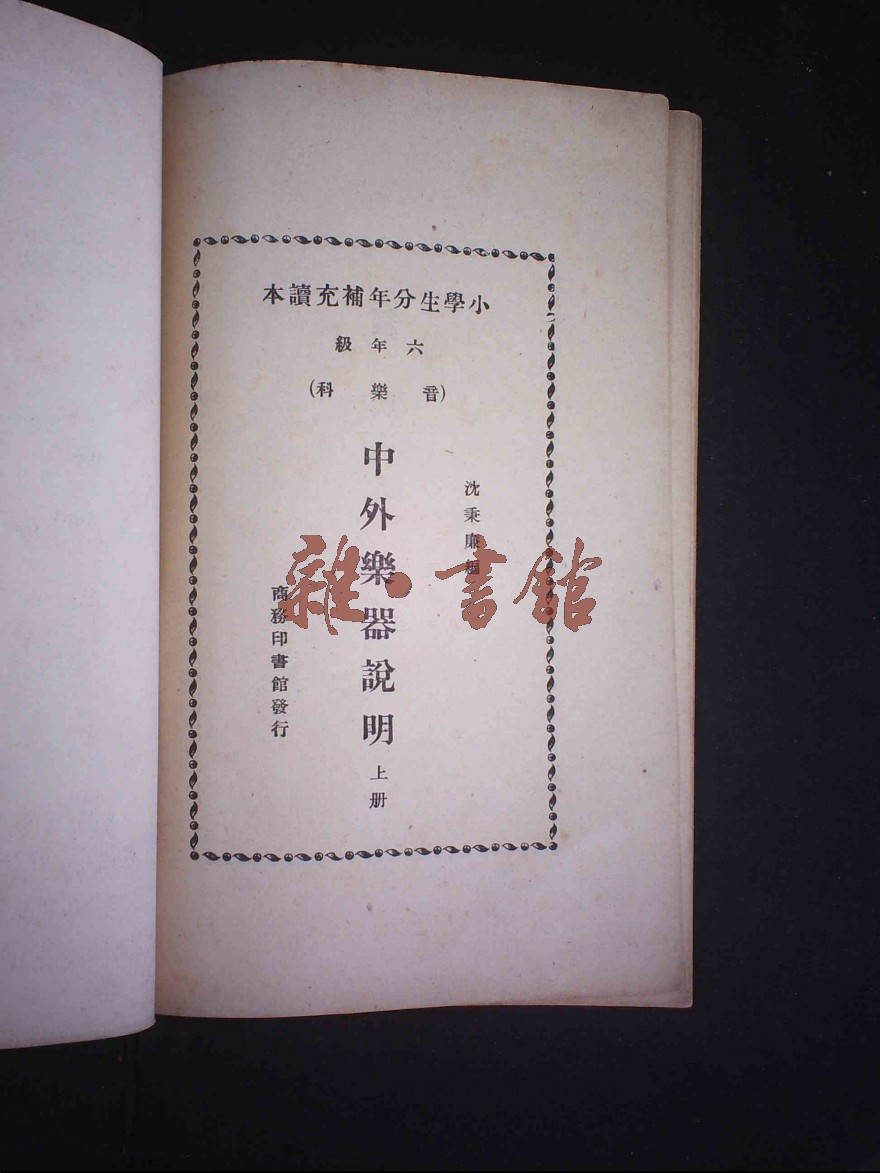 小學生分年補充讀本
六年級
(音樂科)
沈秉廉編
中外樂器說明 上册
商務印書館發行
雜·書館